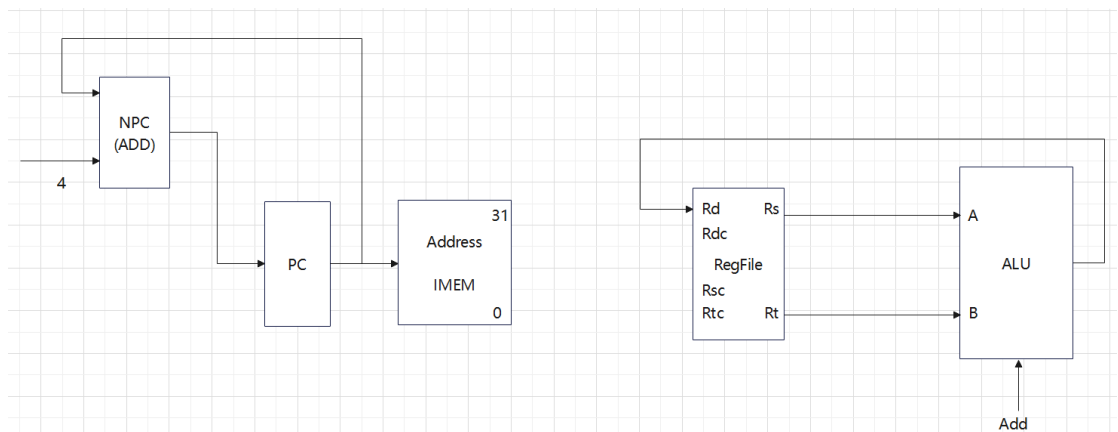 NPC
(ADD)
4
PC
31
Address
IMEM
0
Rd Rs
Rdc
RegFile
Rsc
Rtc Rt
A
ALU
B
Add